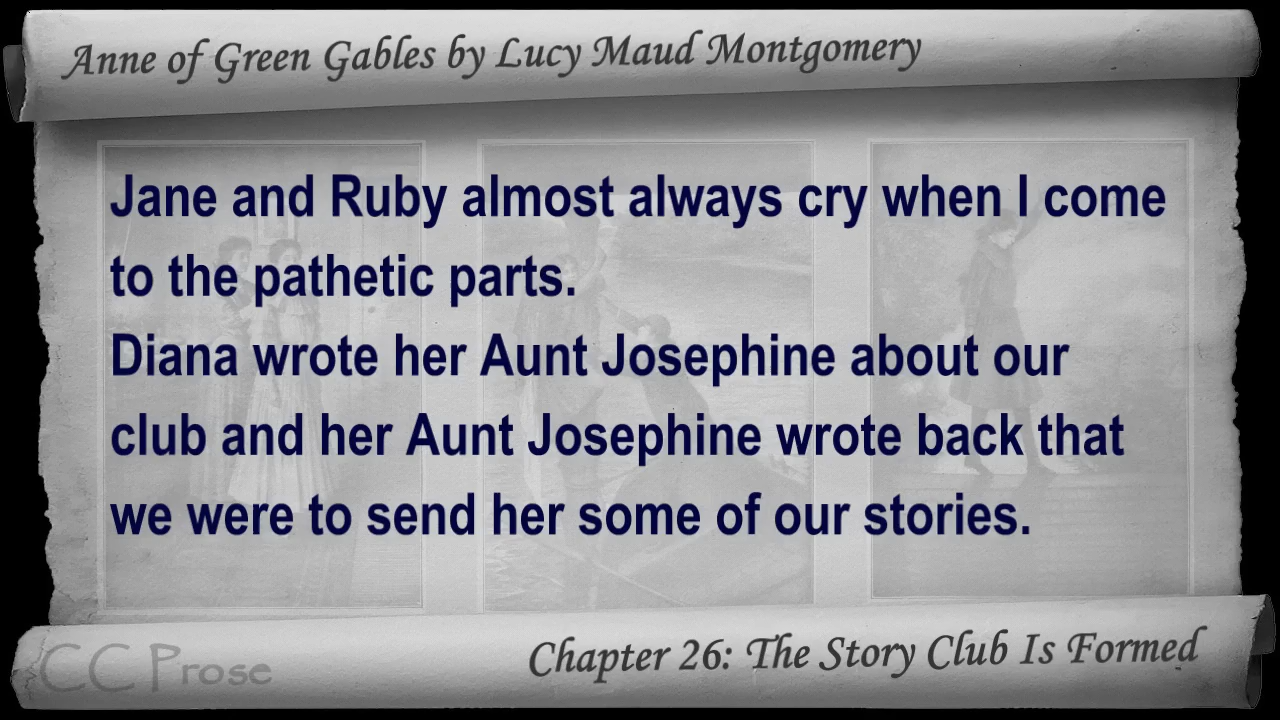 Anne of Green Gables by Lucy Maud Montgomery
Jane and Ruby almost always cry when I come
to the pathetic parts.
Diana wrote her Aunt Josephine about our
club and her Aunt Josephine wrote back that
we were to send her some of our stories.
CC Prose
Chapter 26: The Story Club Is Formed